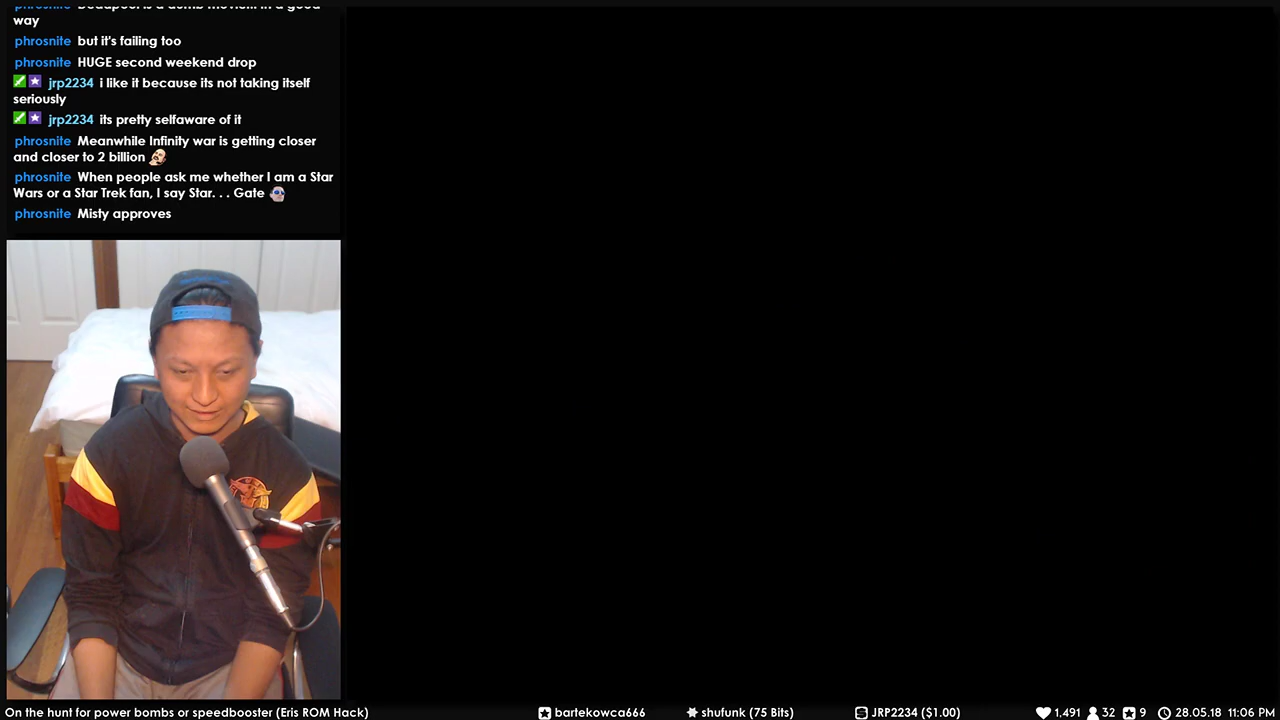 way
phrosnite but it's failing too
phrosnite HUGE second weekend drop
jrp2234 i like it because its not taking itself
seriously
jrp2234 its pretty selfaware of it
phrosnite Meanwhile Infinity war is getting closer
and closer to 2 billion
phrosnite When people ask me whether I am a Star
Wars or a Star Trek fan, I say Star. . . Gate
phrosnite Misty approves
On the hunt for power bombs or speedbooster (Eris ROM Hack) bartekowca666 shufunk (75 Bits) JRP2234 ($1.00) 1,491 32 9 28.05.18 11:06 PM